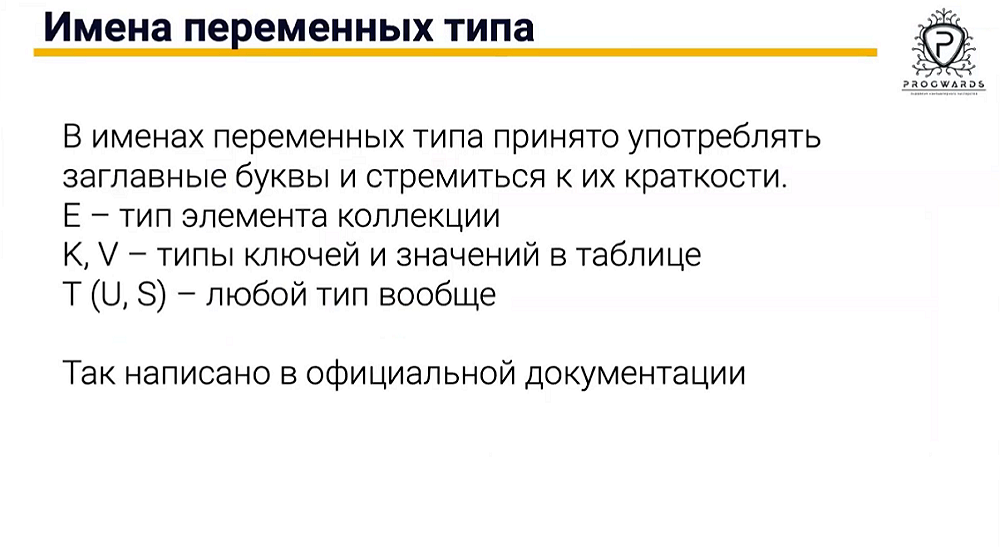 Имена переменных типа
PROGWARDS
В именах переменных типа принято употреблять
заглавные буквы и стремиться к их краткости.
E – тип элемента коллекции
K, V – типы ключей и значений в таблице
T (U, S) – любой тип вообще
Так написано в официальной документации